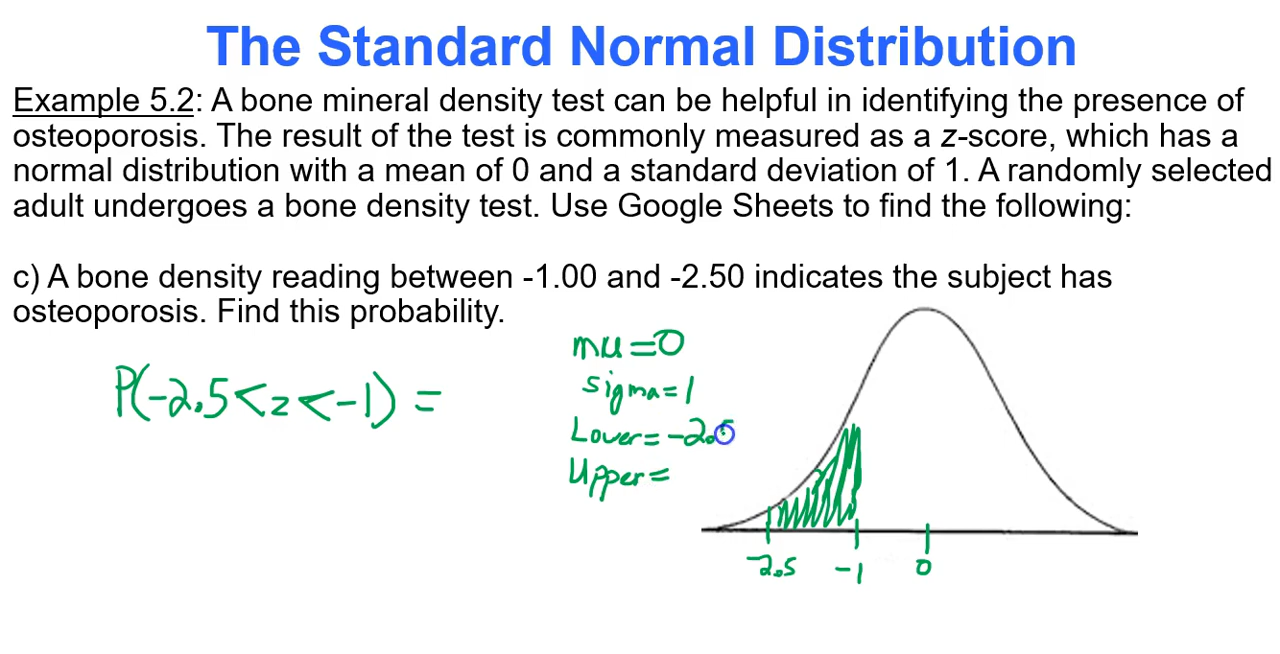 The Standard Normal Distribution
Example 5.2: A bone mineral density test can be helpful in identifying the presence of
osteoporosis. The result of the test is commonly measured as a z-score, which has a
normal distribution with a mean of 0 and a standard deviation of 1. A randomly selected
adult undergoes a bone density test. Use Google Sheets to find the following:
c) A bone density reading between -1.00 and -2.50 indicates the subject has
osteoporosis. Find this probability.
P(-2.5<z<-1) =
mu=0
sigma=1
Lower=-2.5
Upper=
-2.5 -1 0